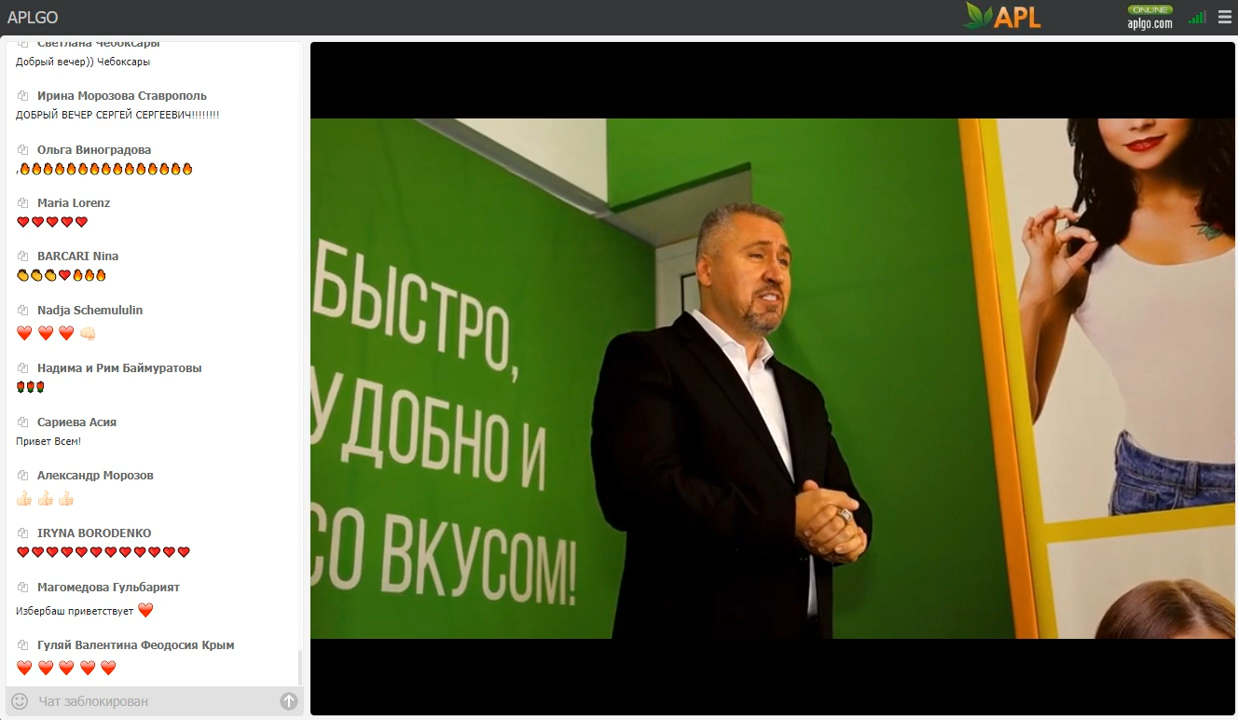 APLGO
APL
ONLINE
aplgo.com
Светлана Чебоксары
Добрый вечер)) Чебоксары
Ирина Морозова Ставрополь
ДОБРЫЙ ВЕЧЕР СЕРГЕЙ СЕРГЕЕВИЧ!!!!!!!!
Ольга Виноградова
,🔥🔥🔥🔥🔥🔥🔥🔥🔥🔥🔥🔥🔥🔥🔥
Maria Lorenz
❤❤❤❤❤
BARCARI Nina
👏👏👏❤🔥🔥🔥
Nadja Schemululin
❤ ❤ ❤ 👊🏻
Надима и Рим Баймуратовы
🌹🌹🌹
Сариева Асия
Привет Всем!
Александр Морозов
👍🏻 👍🏻 👍🏻
IRYNA BORODENKO
❤❤❤❤❤❤❤❤❤❤❤❤
Магомедова Гульбарият
Избербаш приветствует ❤
Гуляй Валентина Феодосия Крым
❤ ❤ ❤ ❤ ❤
Чат заблокирован
БЫСТРО,
УДОБНО И
СО ВКУСОМ!